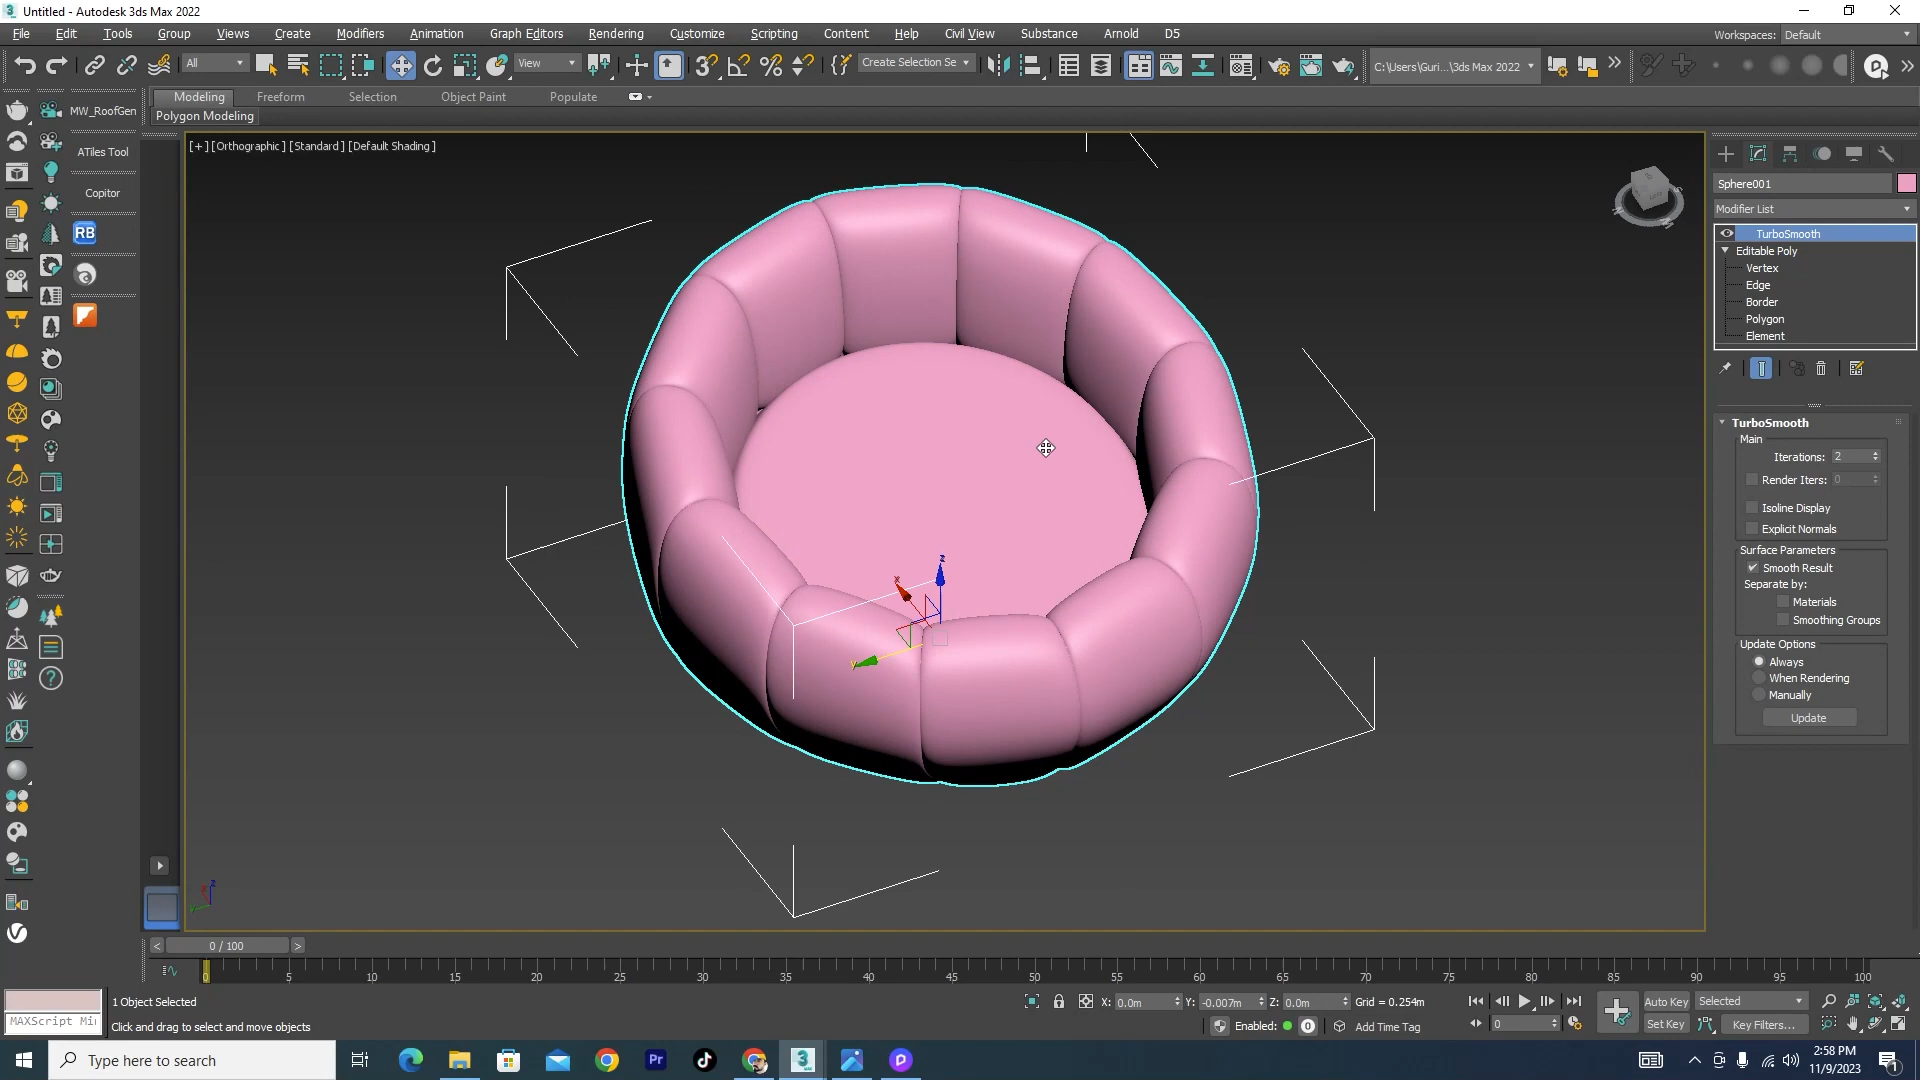 Untitled - Autodesk 3ds Max 2022
File Edit Tools Group Views Create Modifiers Animation Graph Editors Rendering Customize Scripting Content Help Civil View Substance Arnold D5
Workspaces: Default
All View Create Selection Se C:\Users\Guri...\3ds Max 2022
Modeling Freeform Selection Object Paint Populate
Polygon Modeling
MW_RoofGen
ATiles Tool
Copitor
RB
[+] [Orthographic] [Standard] [Default Shading]
Sphere001
Modifier List
TurboSmooth
Editable Poly
Vertex
Edge
Border
Polygon
Element
TurboSmooth
Main
Iterations: 2
Render Iters: 0
Isoline Display
Explicit Normals
Surface Parameters
Smooth Result
Separate by:
Materials
Smoothing Groups
Update Options
Always
When Rendering
Manually
Update
x
y
z
< 0 / 100 >
0 5 10 15 20 25 30 35 40 45 50 55 60 65 70 75 80 85 90 95 100
1 Object Selected
X: 0.0m Y: -0.007m Z: 0.0m Grid = 0.254m
Auto Key Selected
MAXScript Mi
Click and drag to select and move objects
Enabled: 0 Add Time Tag
0
Set Key Key Filters...
Type here to search
Pr
3
2:58 PM
11/9/2023
1